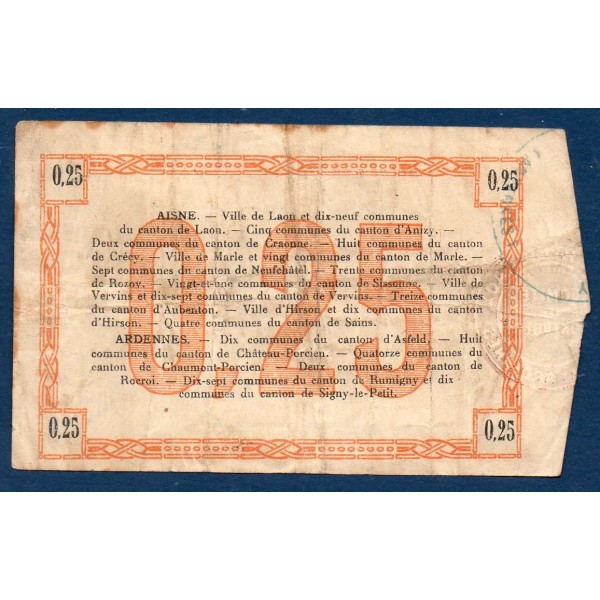 0,25
0,25
0,25
AISNE. — Ville de Laon et dix-neuf communes
du canton de Laon. — Cinq communes du canton d'Anizy. —
Deux communes du canton de Craonne. — Huit communes du canton
de Crécy. — Ville de Marle et vingt communes du canton de Marle. —
Sept communes du canton de Neufchâtel. — Trente communes du canton
de Rozoy. — Vingt-et-une communes du canton de Sissonne. — Ville de
Vervins et dix-sept communes du canton de Vervins. — Treize communes
du canton d'Aubenton. — Ville d'Hirson et dix communes du canton
d'Hirson. — Quatre communes du canton de Sains.
ARDENNES. — Dix communes du canton d'Asfeld. — Huit
communes du canton de Château-Porcien. — Quatorze communes du
canton de Chaumont-Porcien. — Deux communes du canton de
Rocroi. — Dix-sept communes du canton de Rumigny et dix
communes du canton de Signy-le-Petit.
0,25
0,25